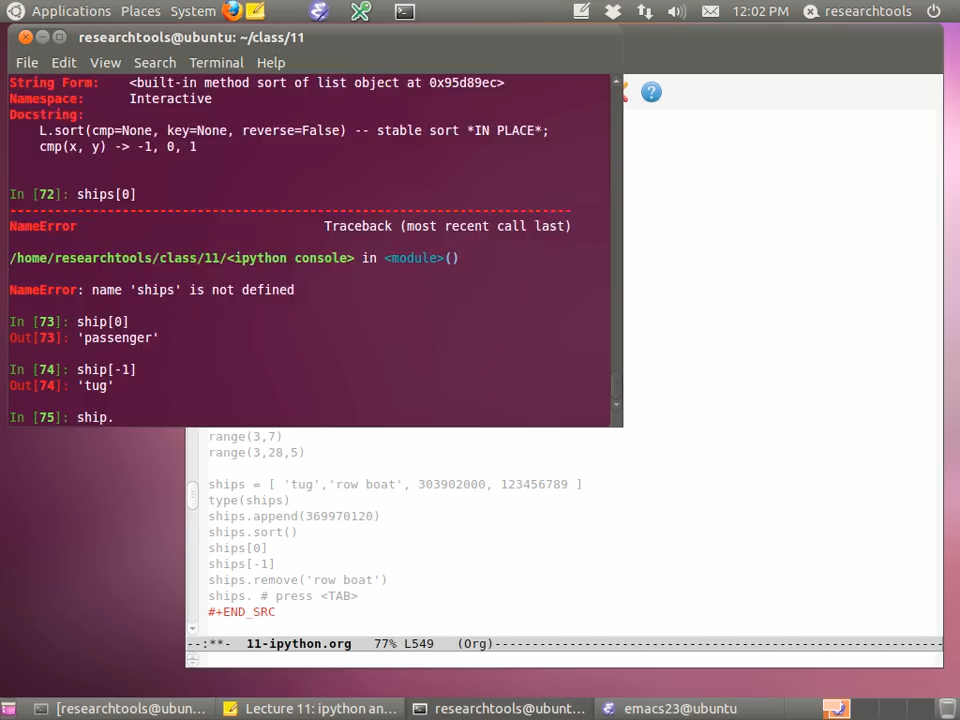 Applications Places System 12:02 PM researchtools
researchtools@ubuntu: ~/class/11
File Edit View Search Terminal Help
String Form: <built-in method sort of list object at 0x95d89ec>
Namespace: Interactive
Docstring:
L.sort(cmp=None, key=None, reverse=False) -- stable sort *IN PLACE*;
cmp(x, y) -> -1, 0, 1
In [72]: ships[0]
---------------------------------------------------------------------------
NameError Traceback (most recent call last)
/home/researchtools/class/11/<ipython console> in <module>()
NameError: name 'ships' is not defined
In [73]: ship[0]
Out[73]: 'passenger'
In [74]: ship[-1]
Out[74]: 'tug'
In [75]: ship.
range(3,7)
range(3,28,5)
ships = [ 'tug','row boat', 303902000, 123456789 ]
type(ships)
ships.append(369970120)
ships.sort()
ships[0]
ships[-1]
ships.remove('row boat')
ships. # press <TAB>
#+END_SRC
--:**- 11-ipython.org 77% L549 (Org)--------------------------------------------------------
[researchtools@ubun... Lecture 11: ipython an... researchtools@ubunt... emacs23@ubuntu